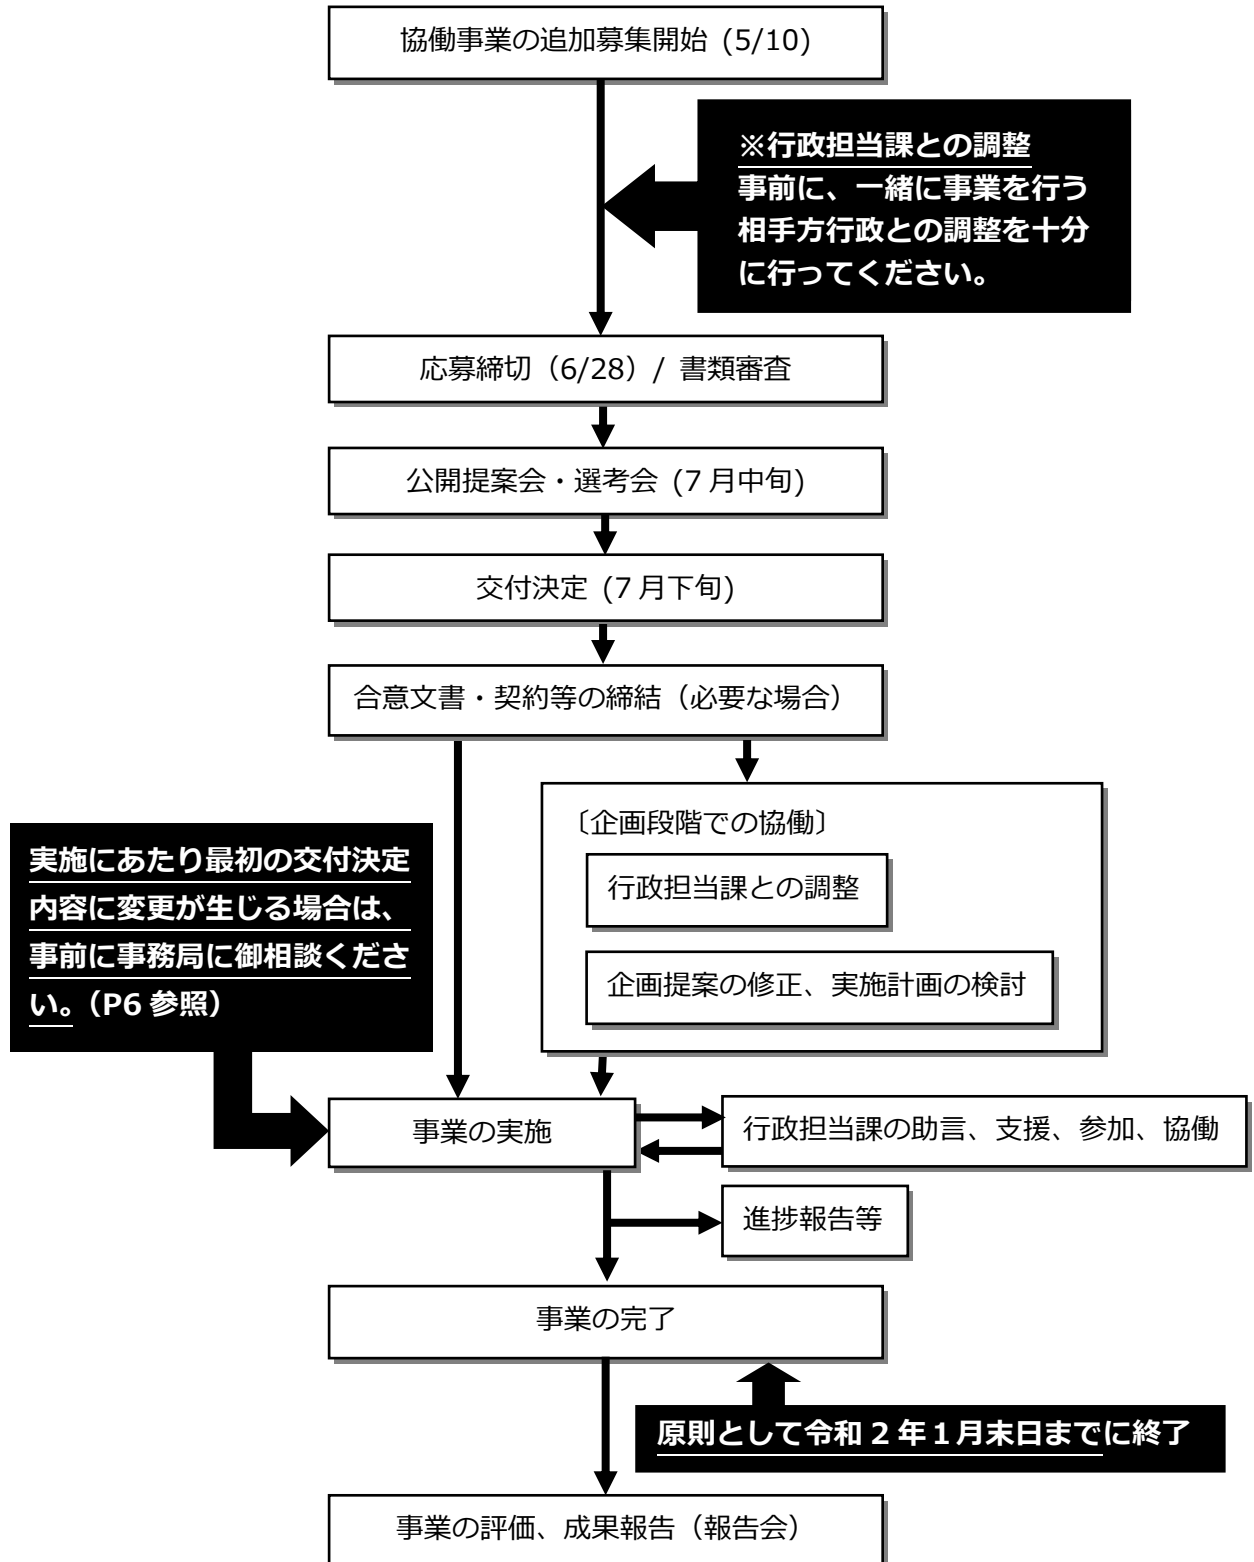 協働事業の追加募集開始 (5/10)
※行政担当課との調整
事前に、一緒に事業を行う
相手方行政との調整を十分
に行ってください。
応募締切（6/28）/ 書類審査
公開提案会・選考会 (7 月中旬)
交付決定 (7 月下旬)
合意文書・契約等の締結（必要な場合）
〔企画段階での協働〕
行政担当課との調整
企画提案の修正、実施計画の検討
実施にあたり最初の交付決定
内容に変更が生じる場合は、
事前に事務局に御相談くださ
い。（P6 参照）
事業の実施
行政担当課の助言、支援、参加、協働
進捗報告等
事業の完了
原則として令和 2 年１月末日までに終了
事業の評価、成果報告（報告会）